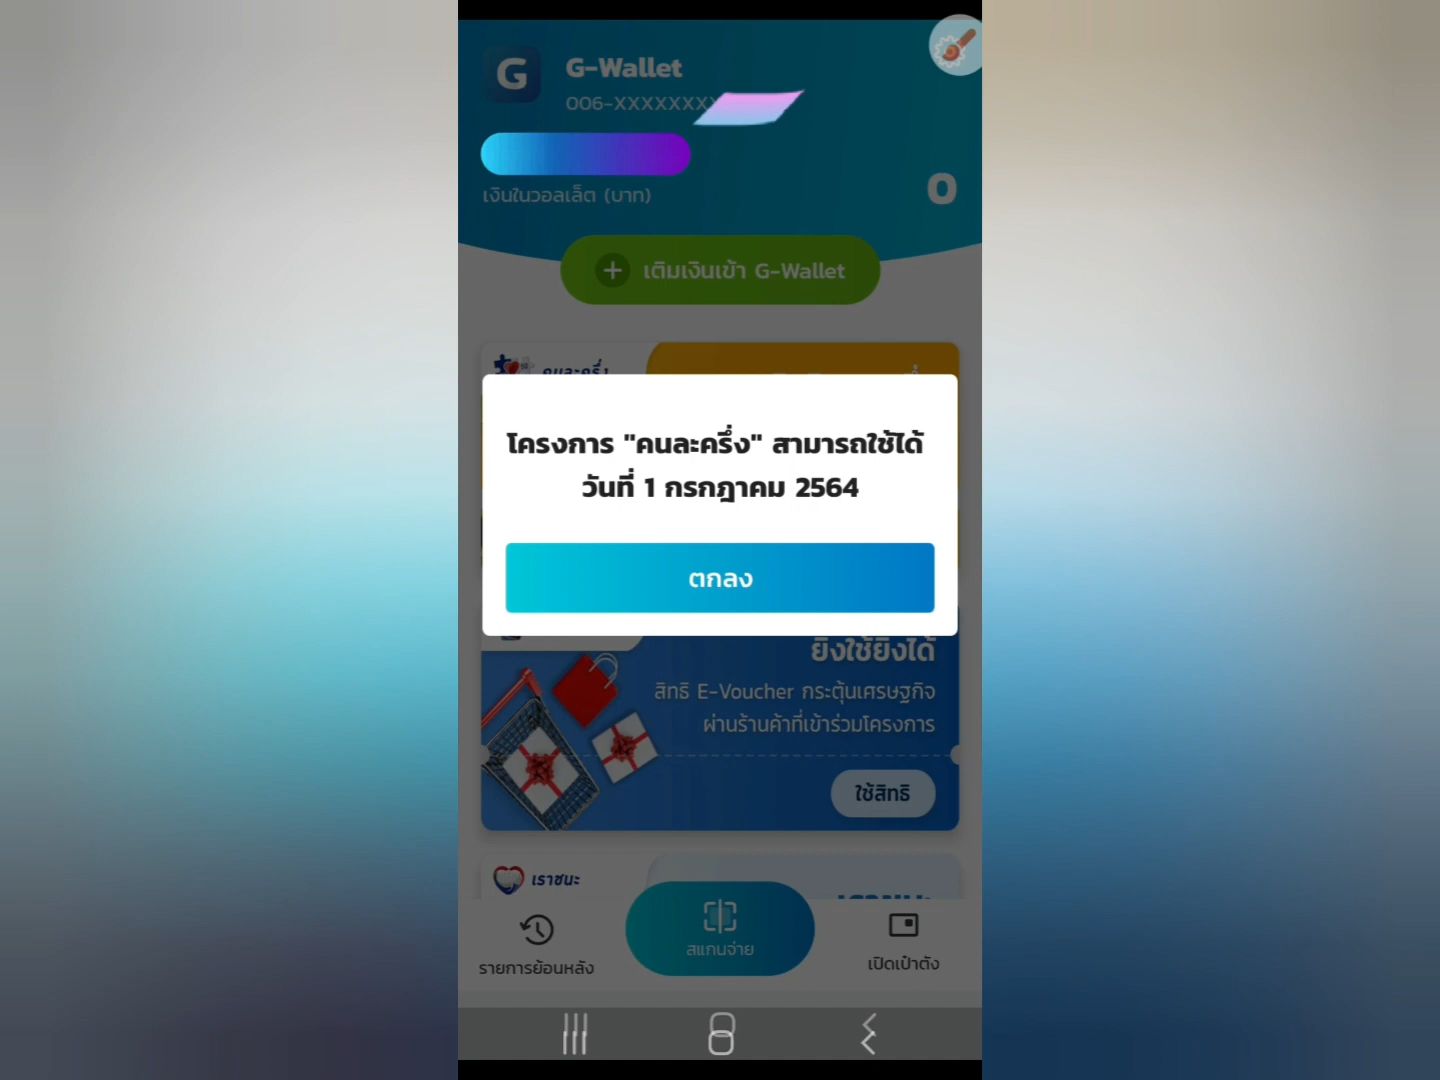 G
G-Wallet
006-XXXXXXX
เงินในวอลเล็ต (บาท)
0
เติมเงินเข้า G-Wallet
คนละครึ่ง
โครงการ "คนละครึ่ง" สามารถใช้ได้
วันที่ 1 กรกฎาคม 2564
ตกลง
ยิ่งใช้ยิ่งได้
สิทธิ E-Voucher กระตุ้นเศรษฐกิจ
ผ่านร้านค้าที่เข้าร่วมโครงการ
ใช้สิทธิ
เราชนะ
สแกนจ่าย
รายการย้อนหลัง
เปิดเป๋าตัง